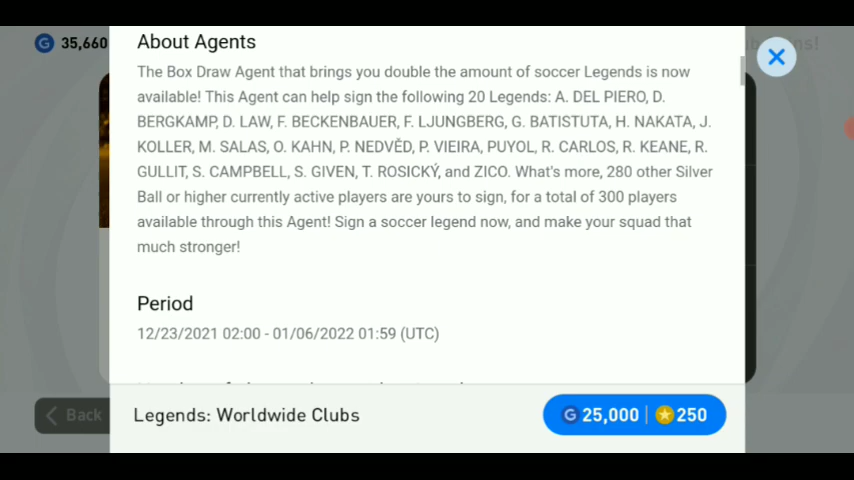 G 35,660
About Agents
The Box Draw Agent that brings you double the amount of soccer Legends is now
available! This Agent can help sign the following 20 Legends: A. DEL PIERO, D.
BERGKAMP, D. LAW, F. BECKENBAUER, F. LJUNGBERG, G. BATISTUTA, H. NAKATA, J.
KOLLER, M. SALAS, O. KAHN, P. NEDVĚD, P. VIEIRA, PUYOL, R. CARLOS, R. KEANE, R.
GULLIT, S. CAMPBELL, S. GIVEN, T. ROSICKÝ, and ZICO. What's more, 280 other Silver
Ball or higher currently active players are yours to sign, for a total of 300 players
available through this Agent! Sign a soccer legend now, and make your squad that
much stronger!
Period
12/23/2021 02:00 - 01/06/2022 01:59 (UTC)
Back
Legends: Worldwide Clubs
G 25,000 | 250